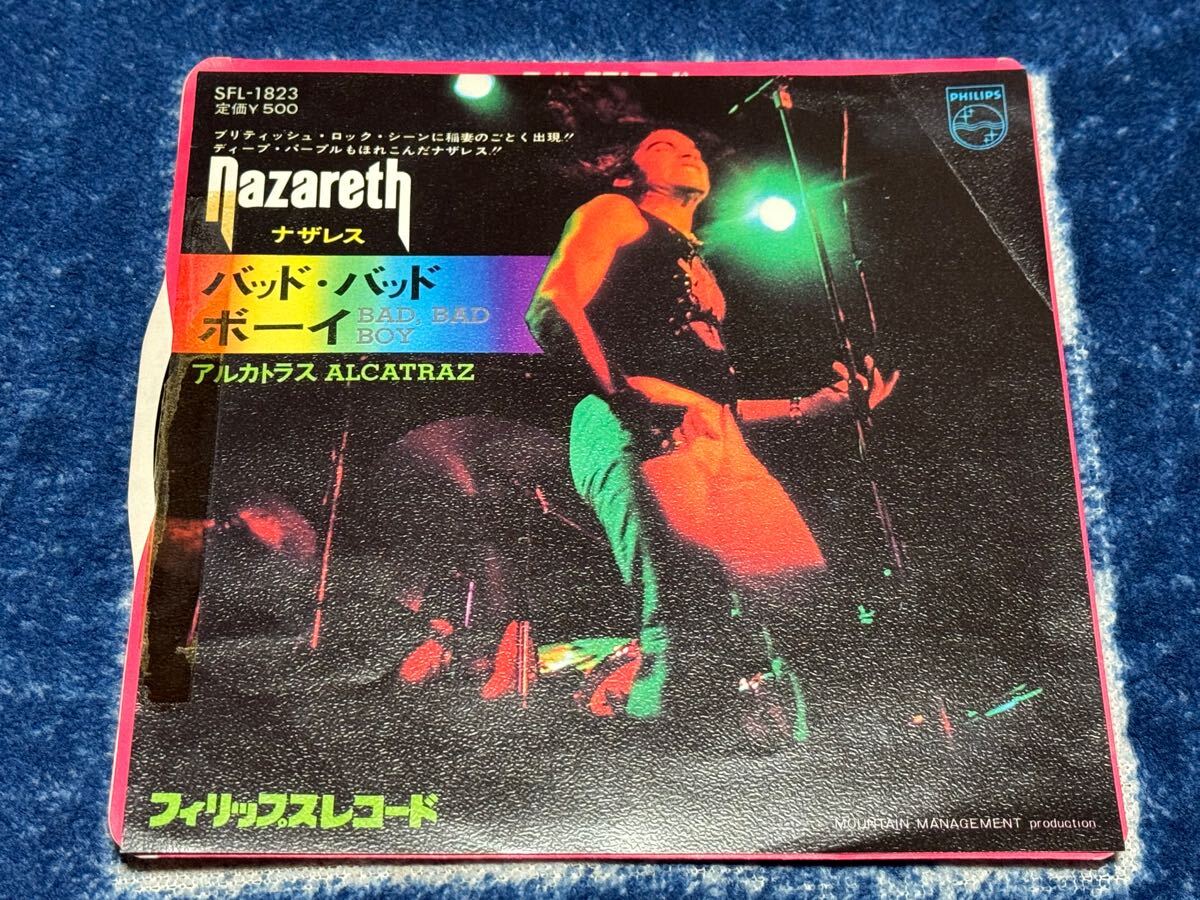 SFL-1823
定価¥500
PHILIPS
ブリティッシュ・ロック・シーンに稲妻のごとく出現!!
ディープ・パープルもほれこんだナザレス!!
nazareth
ナザレス
バッド・バッド
ボーイ BAD, BAD
BOY
アルカトラス ALCATRAZ
フィリップスレコード
MOUNTAIN MANAGEMENT production